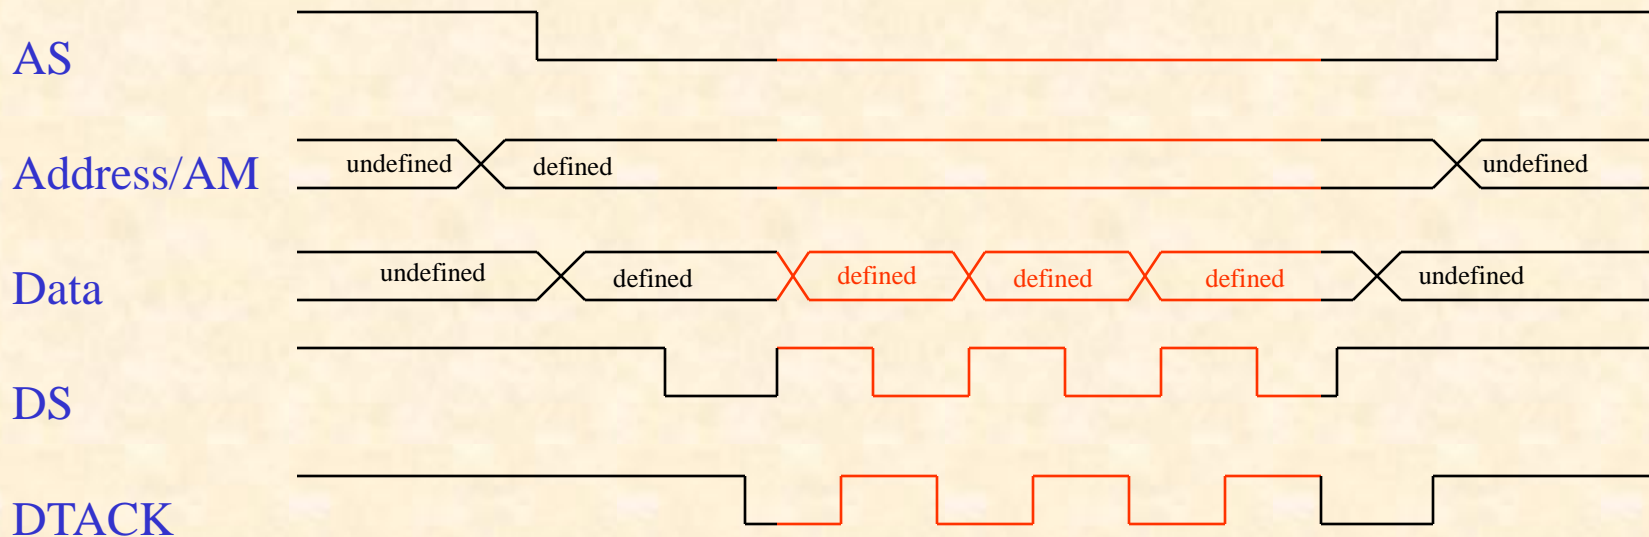 AS
Address/AM
undefined
defined
undefined
Data
undefined
defined
defined
defined
defined
undefined
DS
DTACK